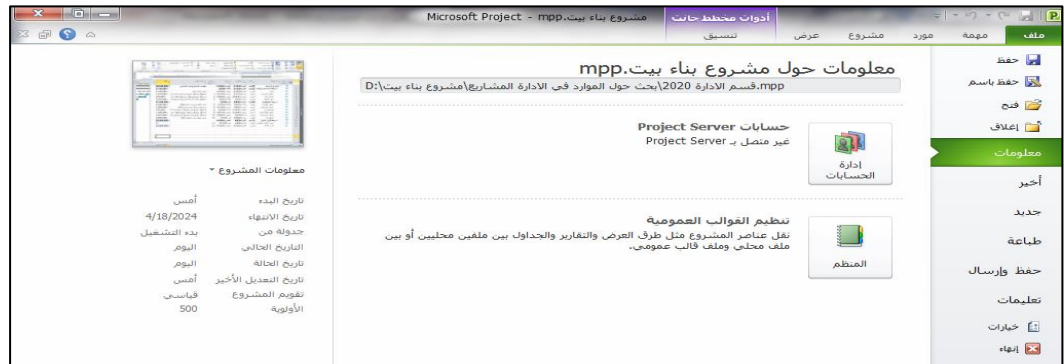 مشروع بناء بيت.mpp - Microsoft Project
أدوات مخطط جانت
ملف
مهمة
مورد
مشروع
عرض
تنسيق
حفظ
حفظ باسم
فتح
إغلاق
معلومات
أخير
جديد
طباعة
حفظ وإرسال
تعليمات
خيارات
إنهاء
معلومات حول مشروع بناء بيت.mpp
D:\قسم الادارة 2020\بحث حول الموارد في الادارة المشاريع\مشروع بناء بيت.mpp
إدارة
الحسابات
حسابات Project Server
غير متصل بـ Project Server
المنظم
تنظيم القوالب العمومية
نقل عناصر المشروع مثل طرق العرض والتقارير والجداول بين ملفين محليين أو بين
ملف محلي وملف قالب عمومي.
معلومات المشروع
تاريخ البدء أمس
تاريخ الانتهاء 4/18/2024
جدولة من بدء التشغيل
التاريخ الحالي اليوم
تاريخ الحالة اليوم
تاريخ التعديل الأخير أمس
تقويم المشروع قياسي
الأولوية 500